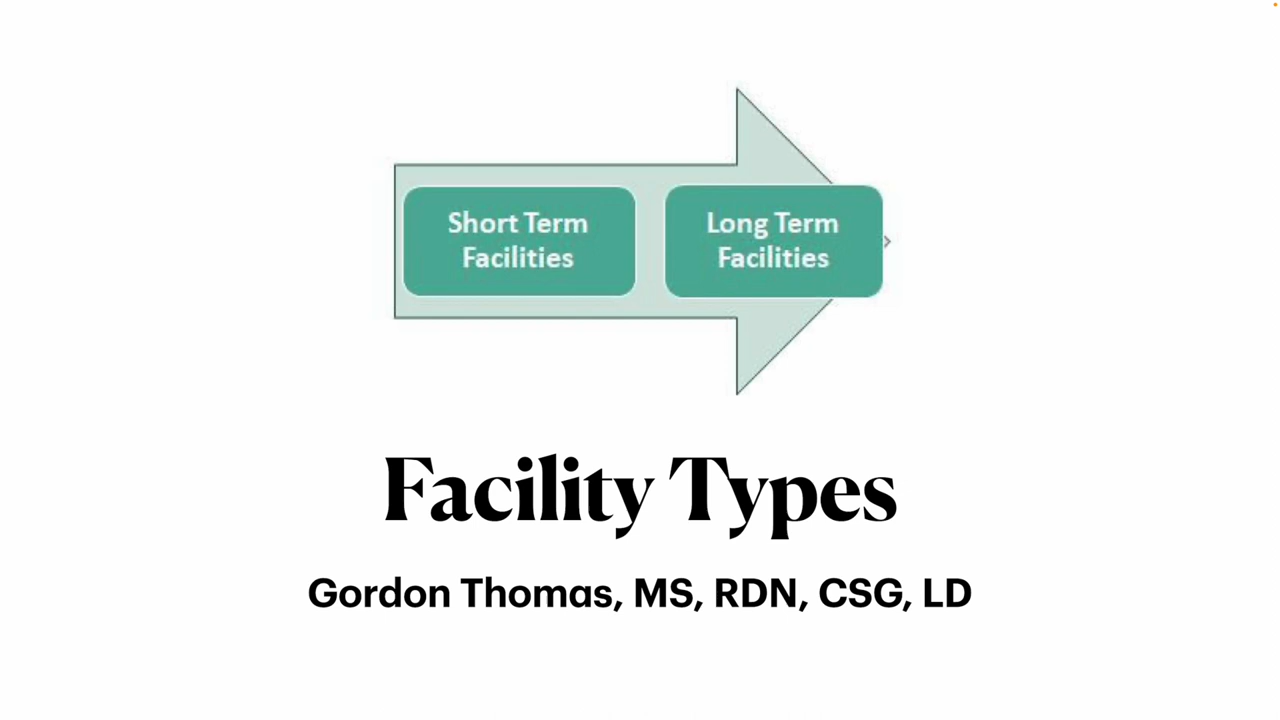 Short Term
Facilities
Long Term
Facilities
Facility Types
Gordon Thomas, MS, RDN, CSG, LD